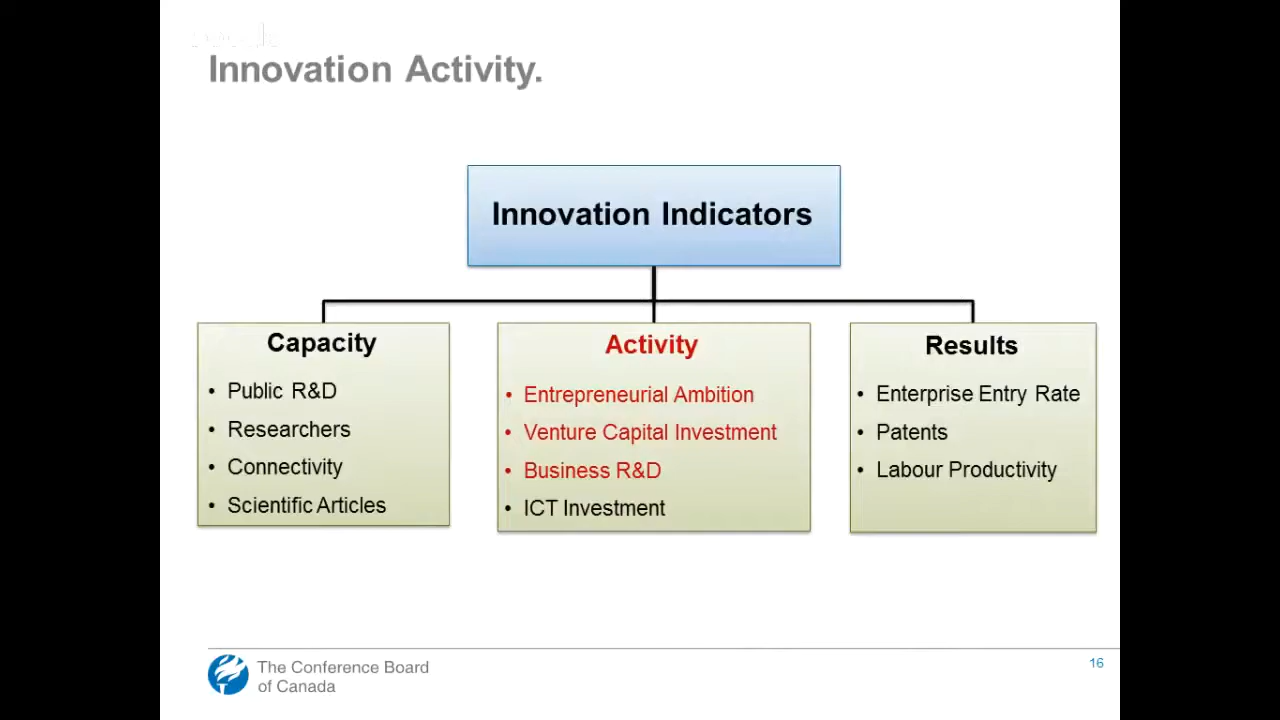 Innovation Activity.
Innovation Indicators
Capacity
• Public R&D
• Researchers
• Connectivity
• Scientific Articles
Activity
• Entrepreneurial Ambition
• Venture Capital Investment
• Business R&D
• ICT Investment
Results
• Enterprise Entry Rate
• Patents
• Labour Productivity
The Conference Board
of Canada
16